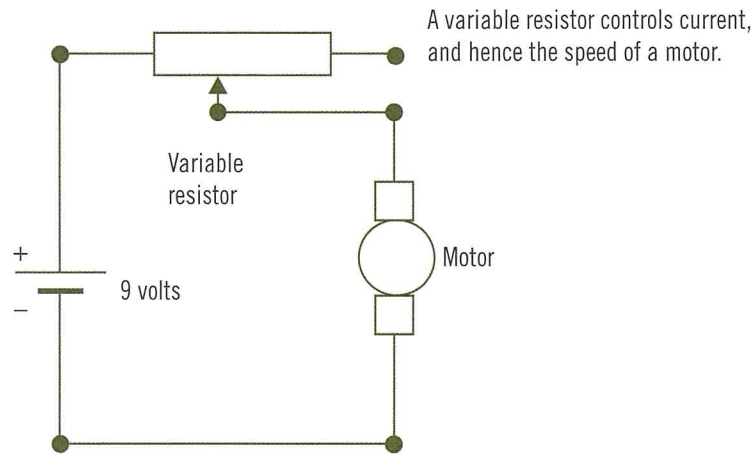 A variable resistor controls current,
and hence the speed of a motor.
Variable
resistor
+
9 volts
–
Motor